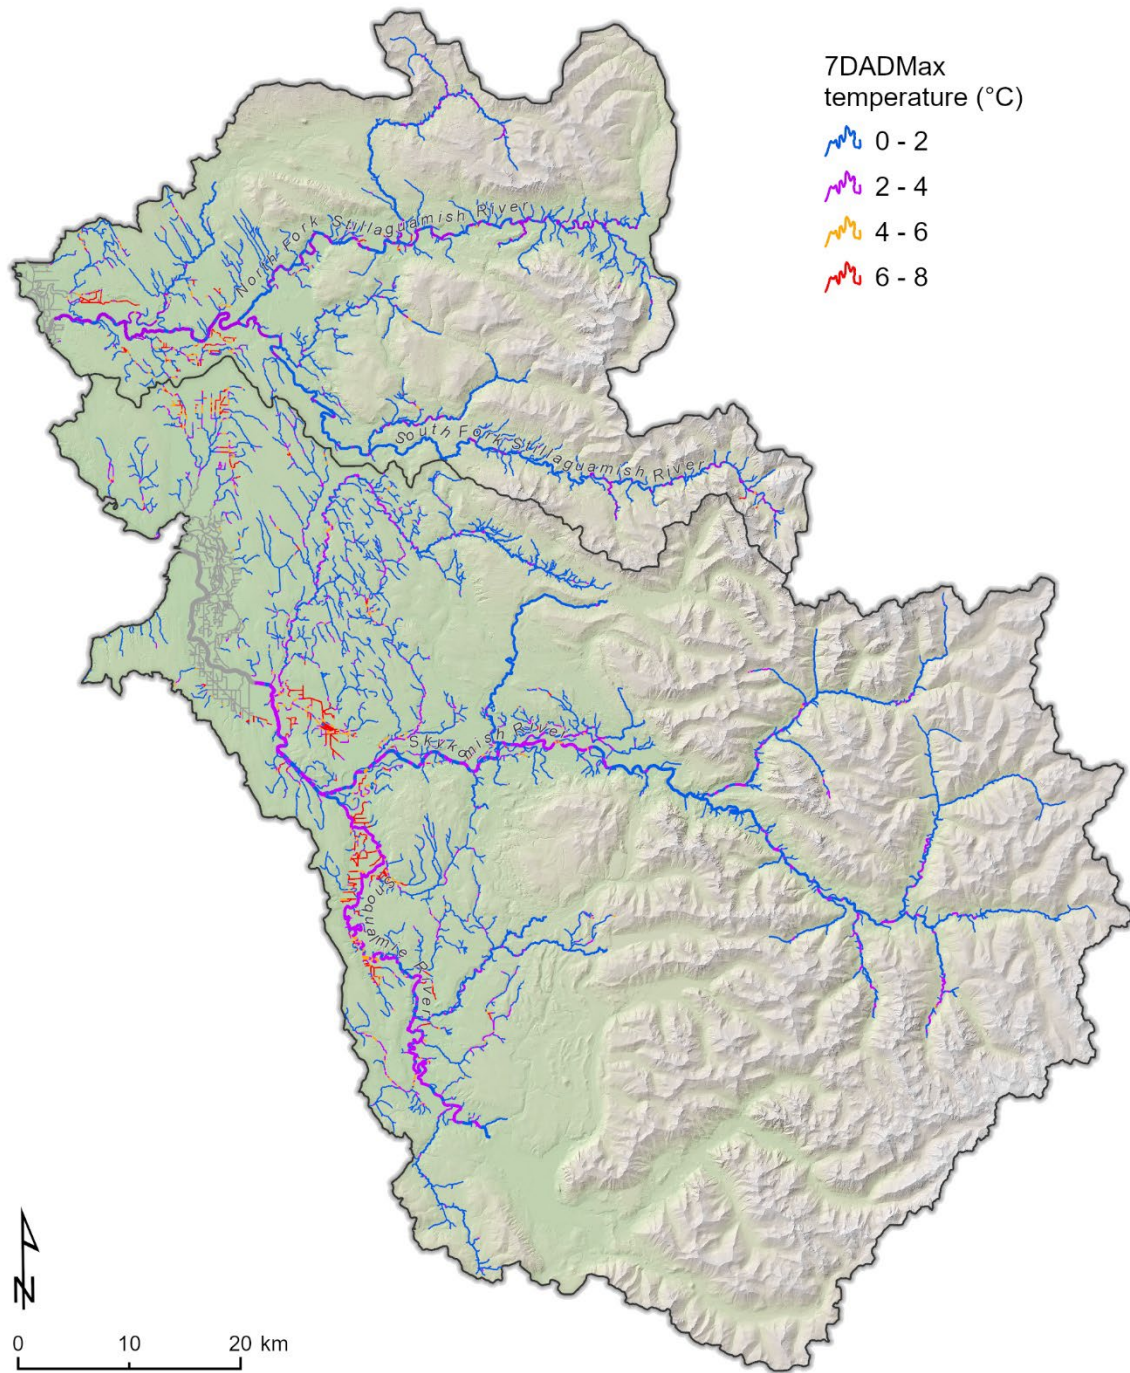 7DADMax
temperature (°C)
0 - 2
2 - 4
4 - 6
6 - 8
North Fork Stillaguamish River
South Fork Stillaguamish River
Skykomish River
Snoqualmie River
N
0 10 20 km